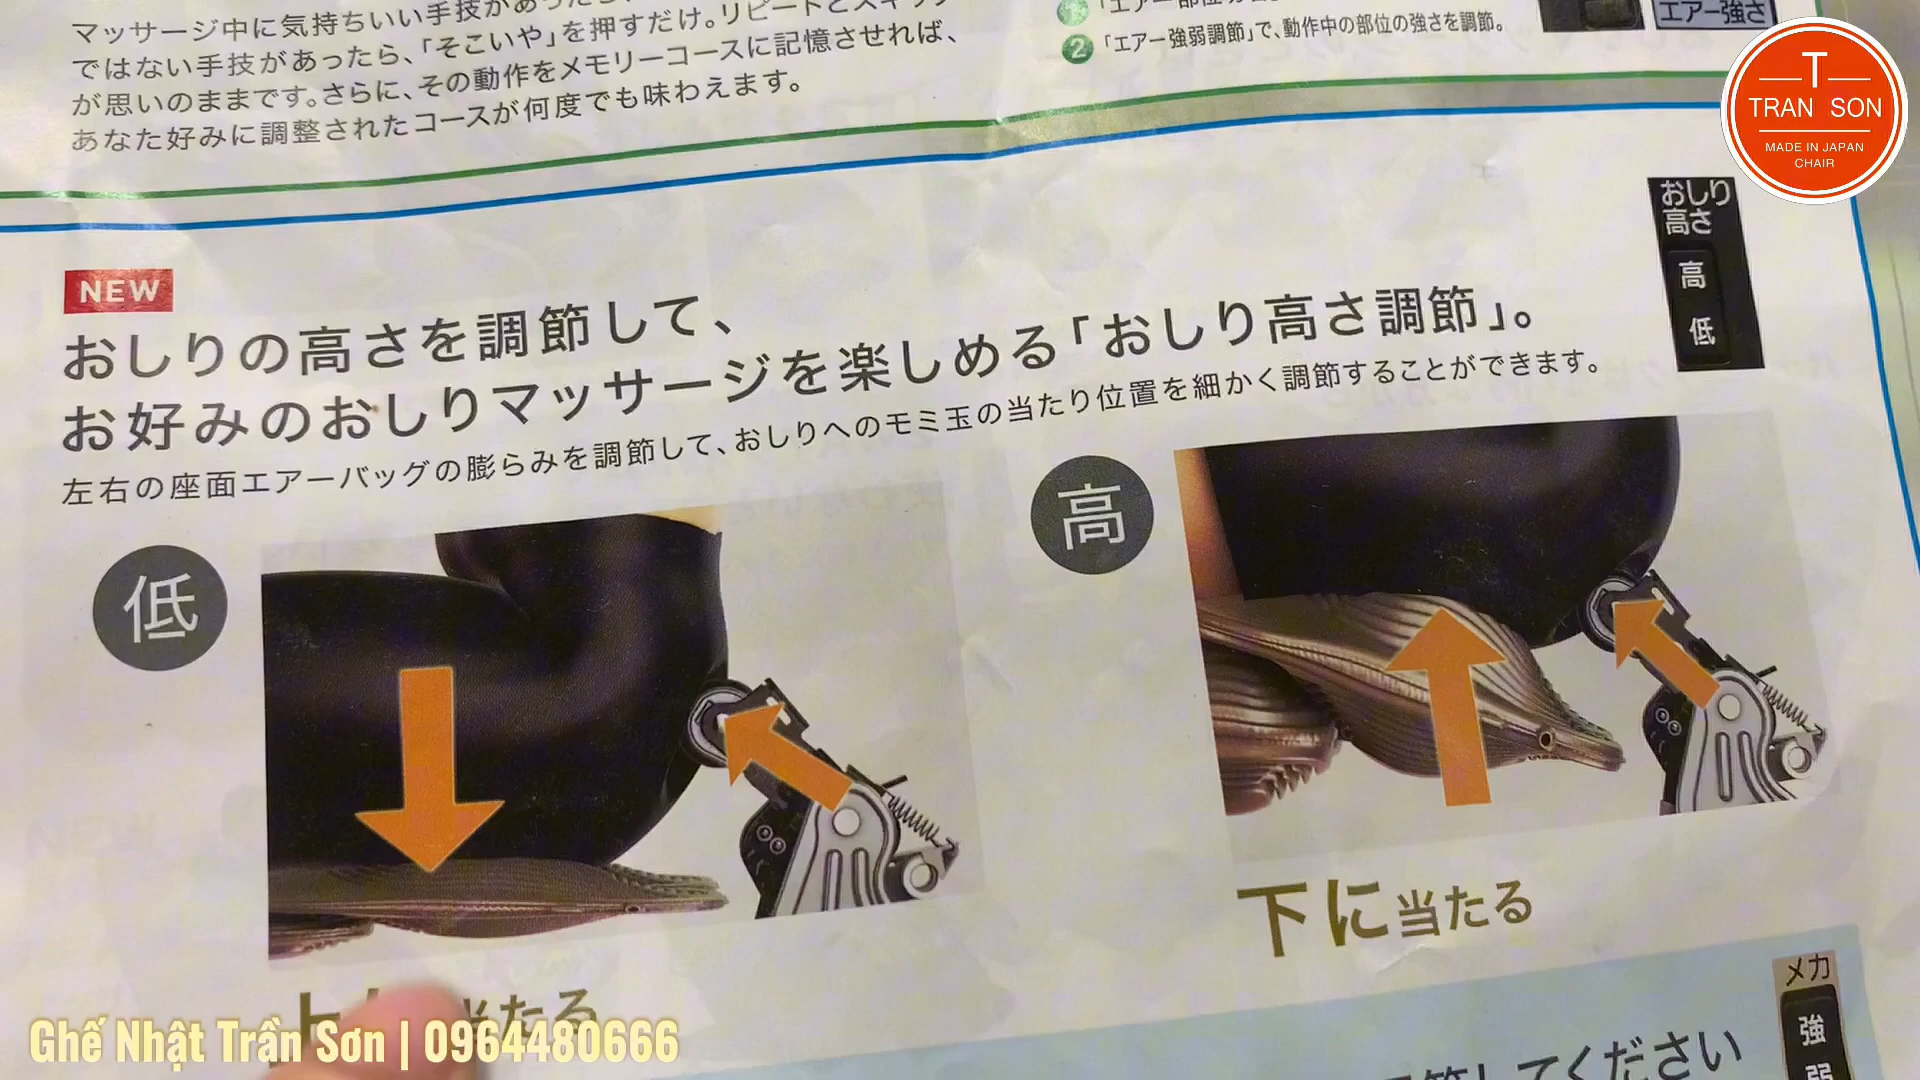 マッサージ中に気持ちいい手技があったら、
ではない手技があったら、「そこいや」を押すだけ。リピートとスキップ
が思いのままです。さらに、その動作をメモリーコースに記憶させれば、
あなた好みに調整されたコースが何度でも味わえます。
1
2 「エアー強弱調節」で、動作中の部位の強さを調節。
エアー強さ
T
TRAN SON
MADE IN JAPAN
CHAIR
おしり
高さ
高
低
NEW
おしりの高さを調節して、
お好みのおしりマッサージを楽しめる「おしり高さ調節」。
左右の座面エアーバッグの膨らみを調節して、おしりへのモミ玉の当たり位置を細かく調節することができます。
低
高
下に当たる
当たる
メカ
強
弱
節してください
Ghế Nhật Trần Sơn | 0964480666